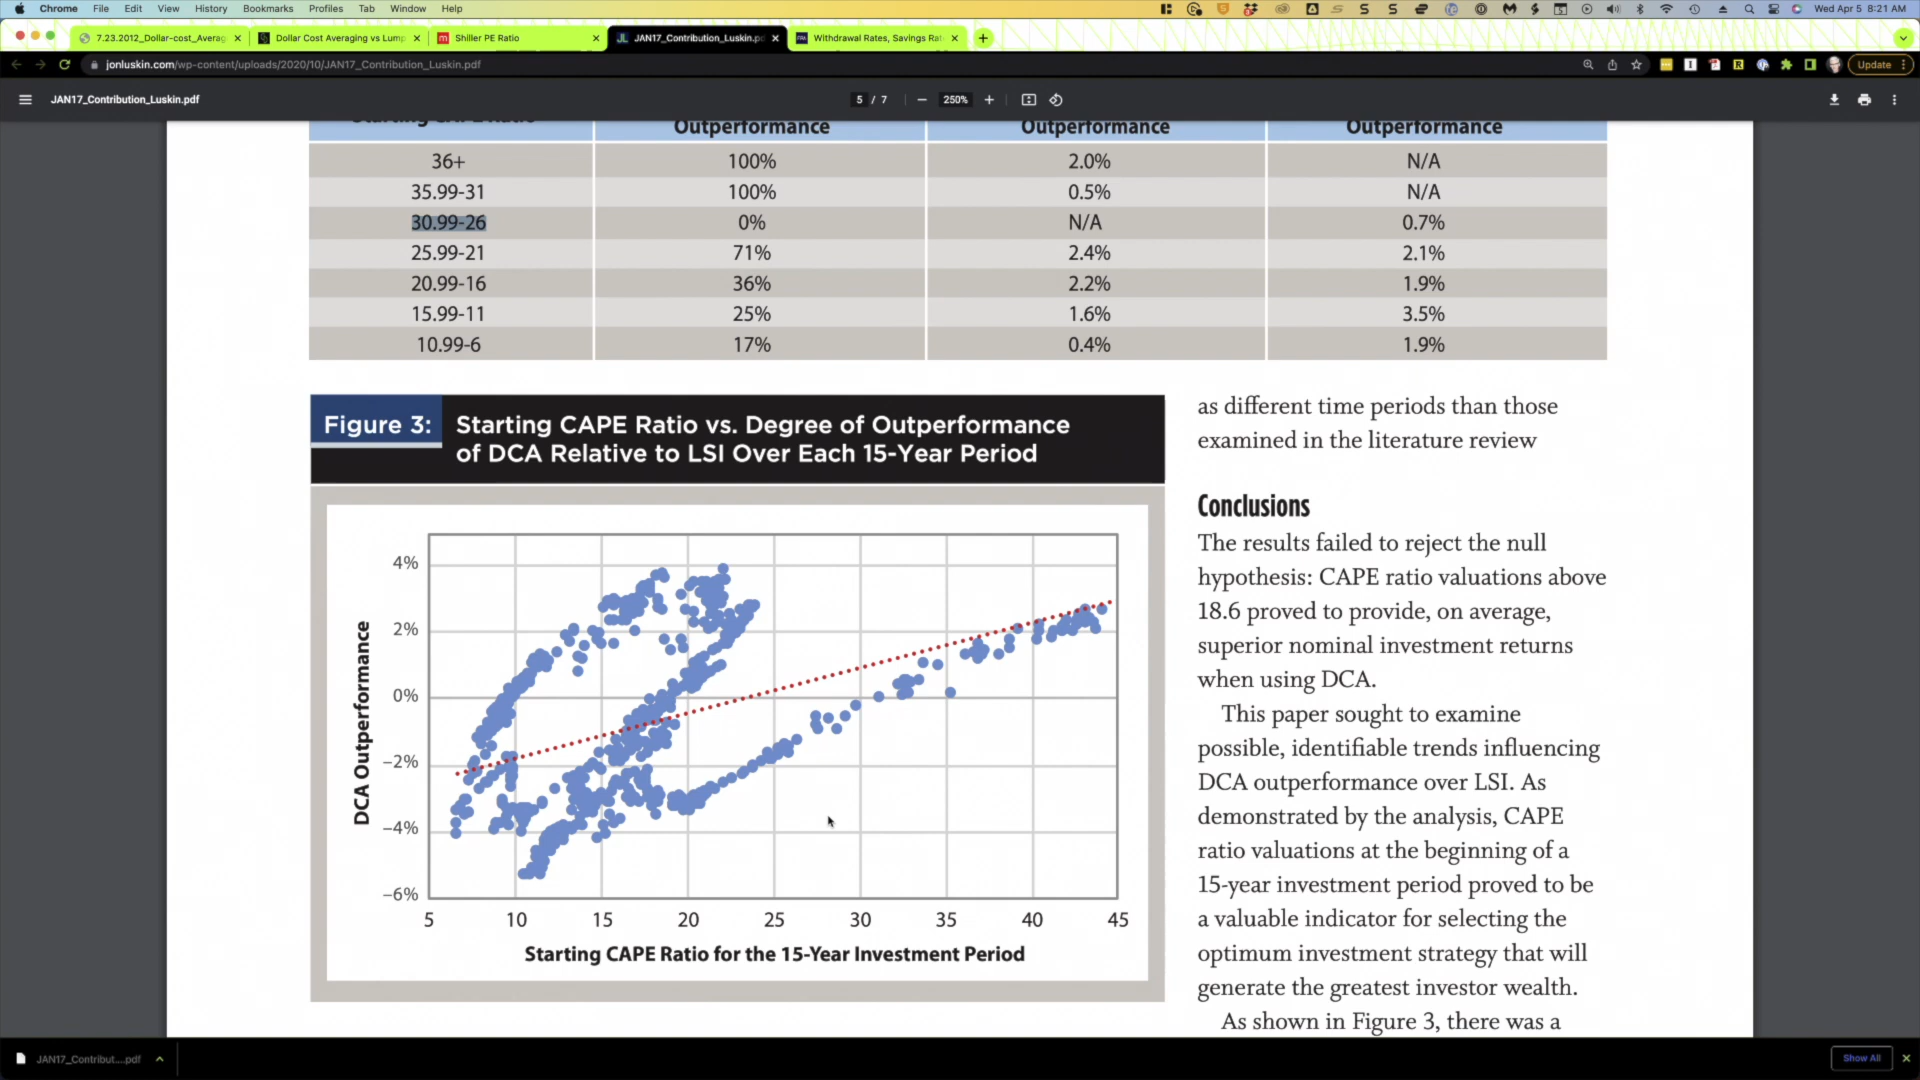 Chrome File Edit View History Bookmarks Profiles Tab Window Help Wed Apr 5 8:21 AM
7.23.2012_Dollar-cost_Averag Dollar Cost Averaging vs Lump Shiller PE Ratio JAN17_Contribution_Luskin.pd Withdrawal Rates, Savings Rat
jonluskin.com/wp-content/uploads/2020/10/JAN17_Contribution_Luskin.pdf Update
JAN17_Contribution_Luskin.pdf 5 / 7 250%
Outperformance Outperformance Outperformance
36+ 100% 2.0% N/A
35.99-31 100% 0.5% N/A
30.99-26 0% N/A 0.7%
25.99-21 71% 2.4% 2.1%
20.99-16 36% 2.2% 1.9%
15.99-11 25% 1.6% 3.5%
10.99-6 17% 0.4% 1.9%
Figure 3: Starting CAPE Ratio vs. Degree of Outperformance
of DCA Relative to LSI Over Each 15-Year Period
4%
2%
0%
−2%
−4%
−6%
DCA Outperformance
5 10 15 20 25 30 35 40 45
Starting CAPE Ratio for the 15-Year Investment Period
as different time periods than those
examined in the literature review
Conclusions
The results failed to reject the null
hypothesis: CAPE ratio valuations above
18.6 proved to provide, on average,
superior nominal investment returns
when using DCA.
This paper sought to examine
possible, identifiable trends influencing
DCA outperformance over LSI. As
demonstrated by the analysis, CAPE
ratio valuations at the beginning of a
15-year investment period proved to be
a valuable indicator for selecting the
optimum investment strategy that will
generate the greatest investor wealth.
As shown in Figure 3, there was a
JAN17_Contribut....pdf Show All